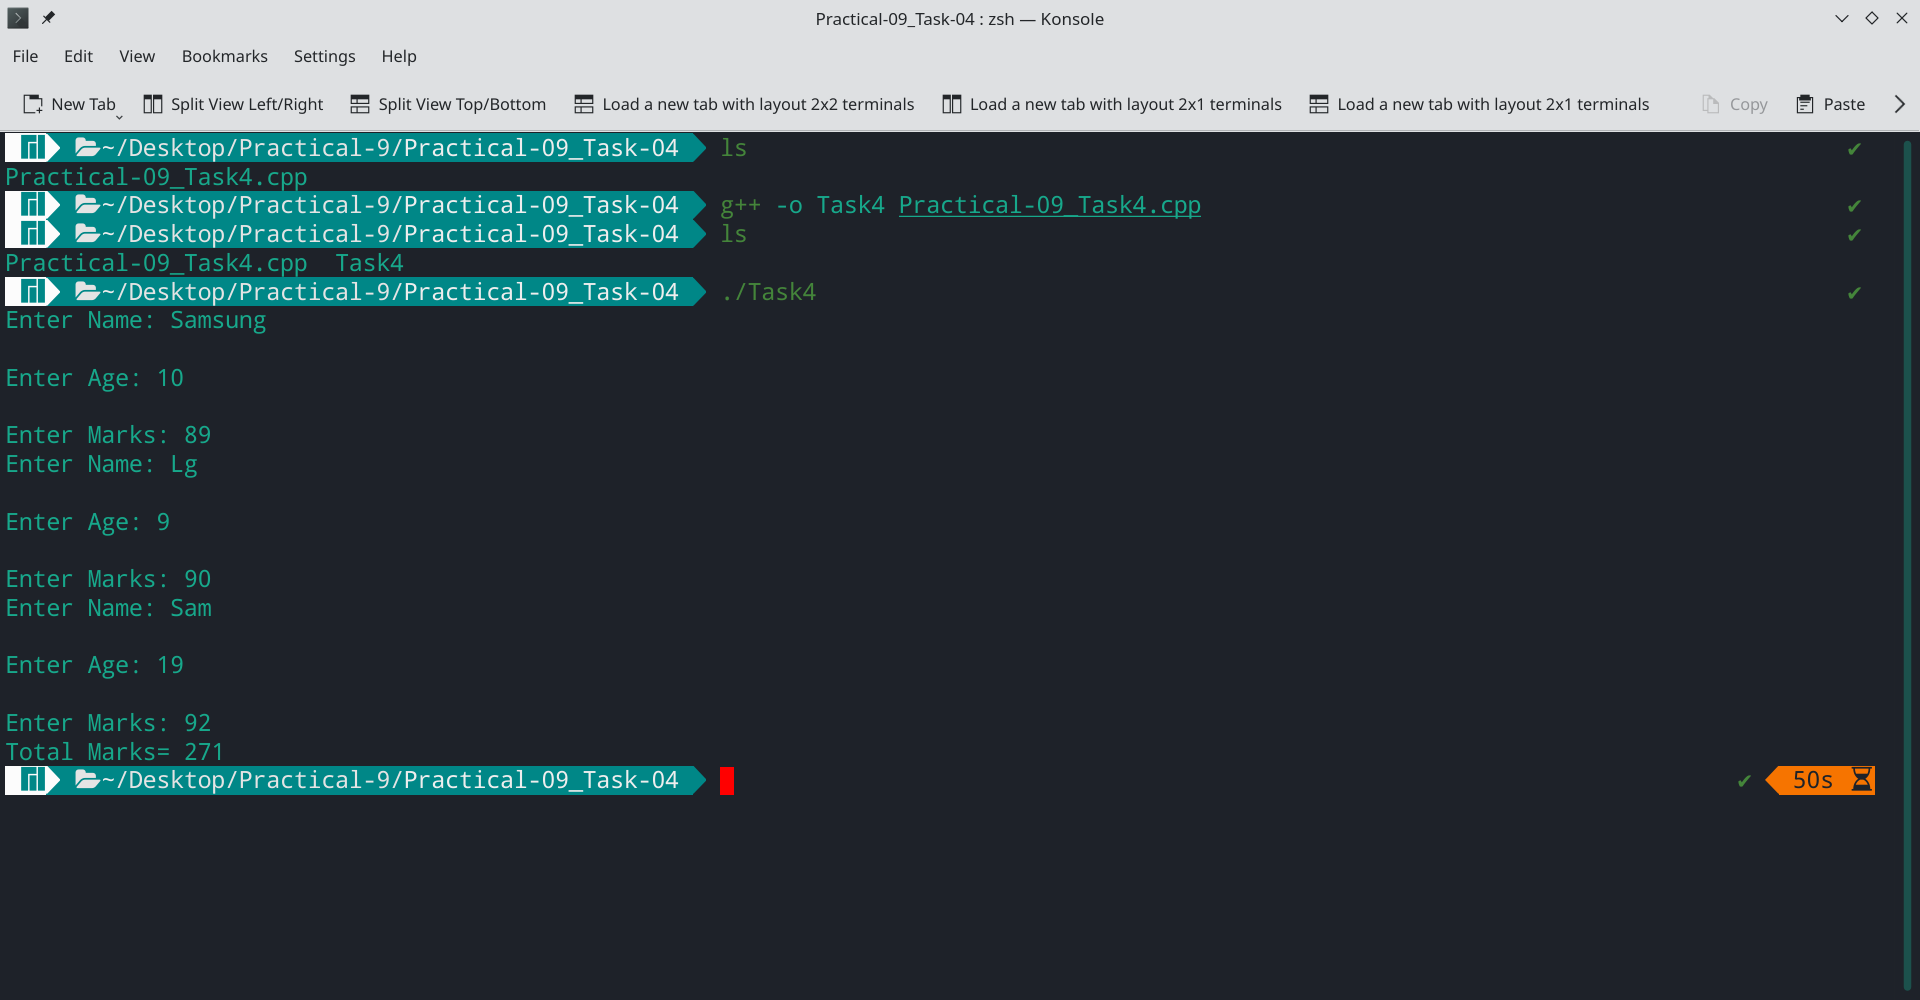 Practical-09_Task-04 : zsh — Konsole
File Edit View Bookmarks Settings Help
New Tab Split View Left/Right Split View Top/Bottom Load a new tab with layout 2x2 terminals Load a new tab with layout 2x1 terminals Load a new tab with layout 2x1 terminals Copy Paste
~/Desktop/Practical-9/Practical-09_Task-04 ls ✔
Practical-09_Task4.cpp
~/Desktop/Practical-9/Practical-09_Task-04 g++ -o Task4 Practical-09_Task4.cpp ✔
~/Desktop/Practical-9/Practical-09_Task-04 ls ✔
Practical-09_Task4.cpp Task4
~/Desktop/Practical-9/Practical-09_Task-04 ./Task4 ✔
Enter Name: Samsung
Enter Age: 10
Enter Marks: 89
Enter Name: Lg
Enter Age: 9
Enter Marks: 90
Enter Name: Sam
Enter Age: 19
Enter Marks: 92
Total Marks= 271
~/Desktop/Practical-9/Practical-09_Task-04 ✔ 50s